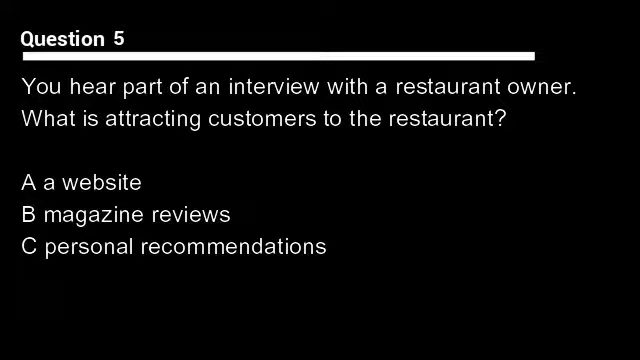 Question 5
You hear part of an interview with a restaurant owner.
What is attracting customers to the restaurant?
A a website
B magazine reviews
C personal recommendations